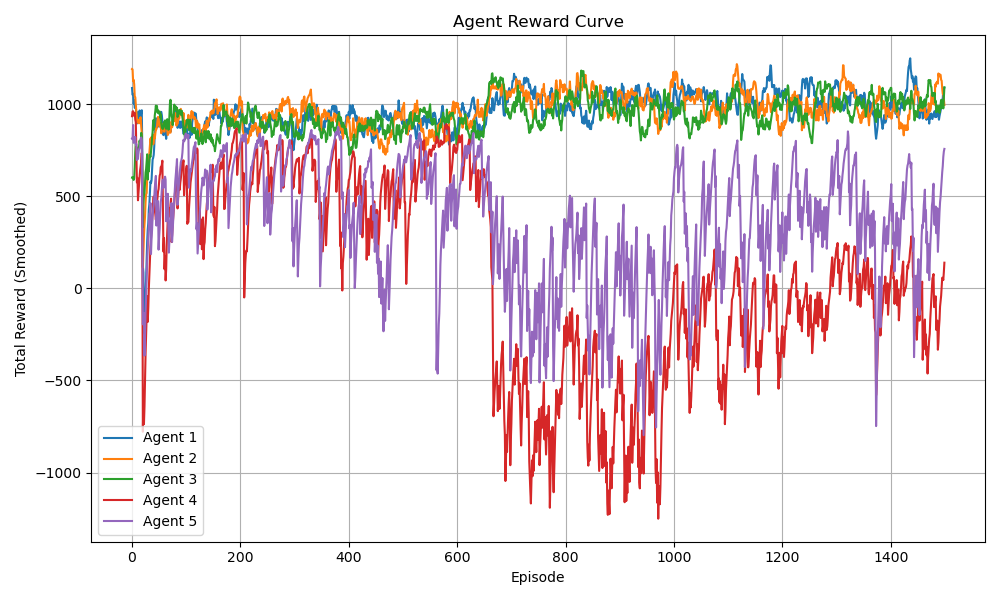 Agent Reward Curve
Total Reward (Smoothed)
1000
500
0
−500
−1000
Agent 1
Agent 2
Agent 3
Agent 4
Agent 5
0 200 400 600 800 1000 1200 1400
Episode